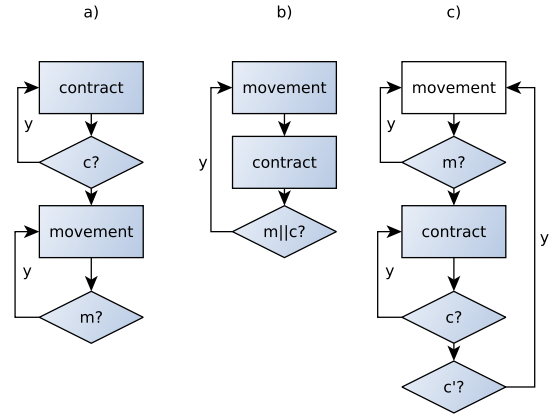 a)
contract
y
c?
movement
y
m?
b)
movement
contract
y
m||c?
c)
movement
y
m?
contract
y
y
c?
c'?